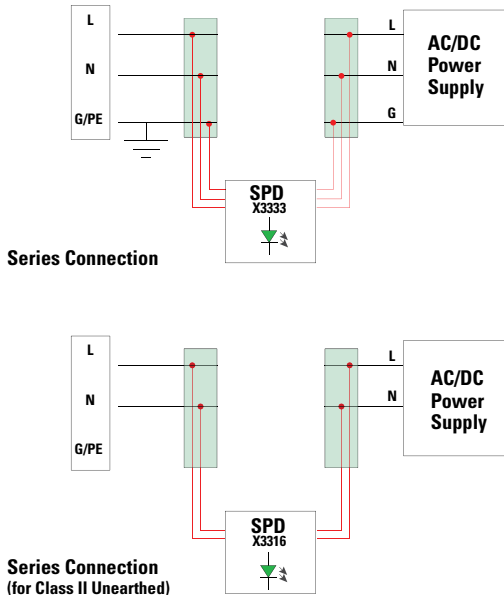 L
N
G/PE
L
N
G
AC/DC
Power
Supply
SPD
X3333
Series Connection
L
N
G/PE
L
N
AC/DC
Power
Supply
SPD
X3316
Series Connection
(for Class II Unearthed)